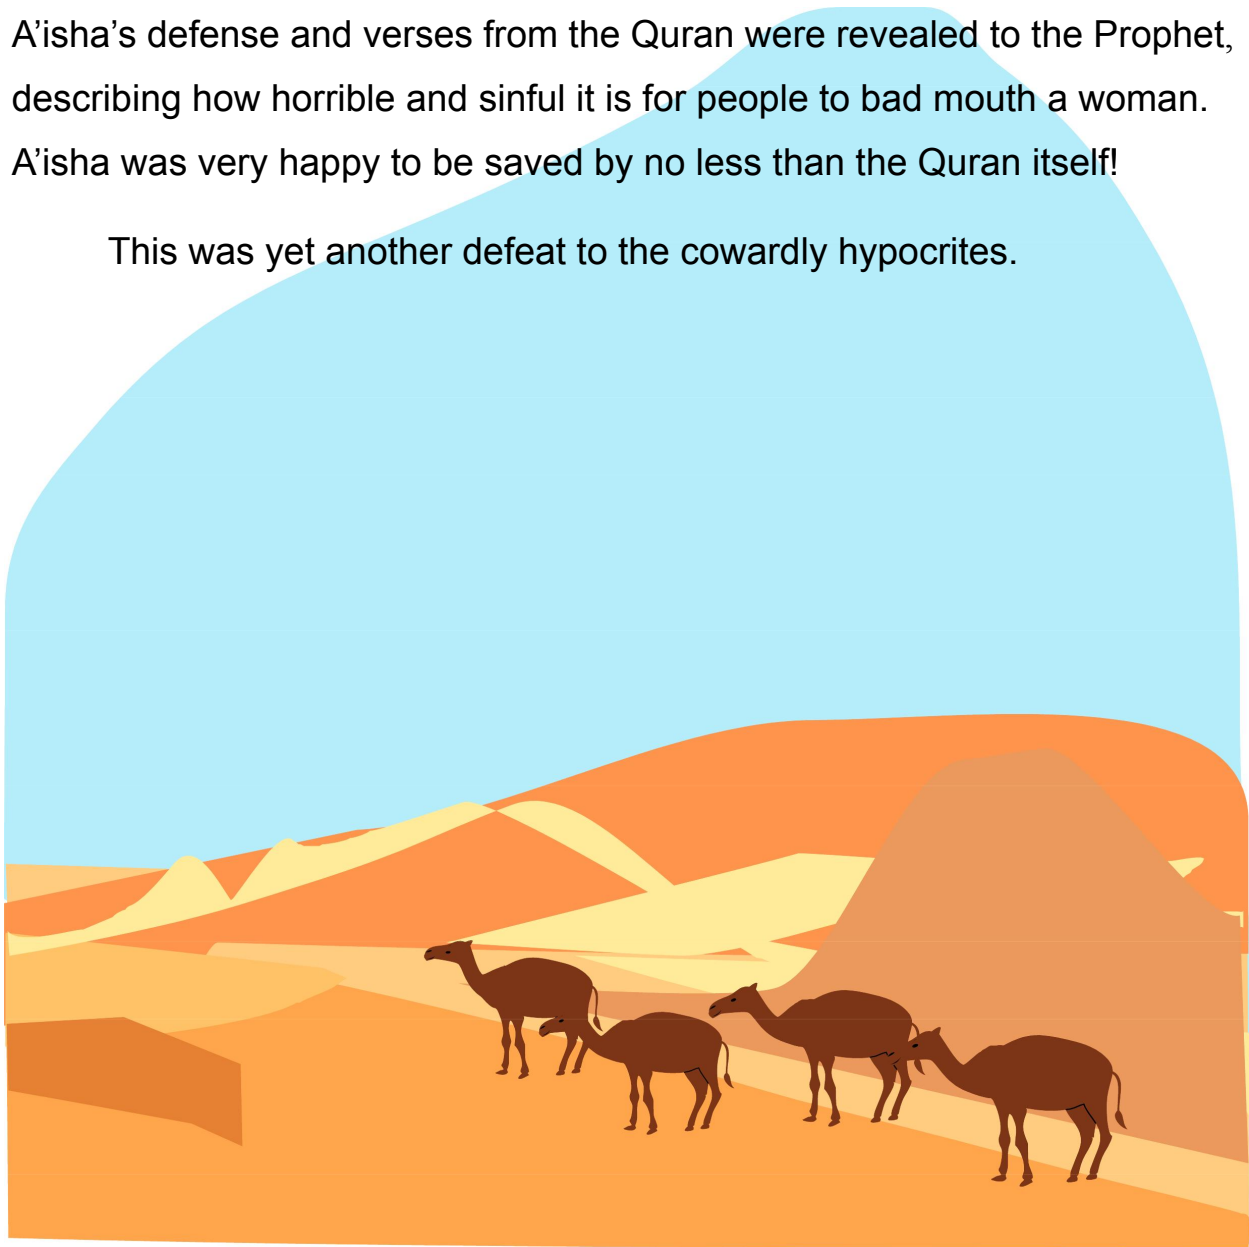 A’isha’s defense and verses from the Quran were revealed to the Prophet,
describing how horrible and sinful it is for people to bad mouth a woman.
A’isha was very happy to be saved by no less than the Quran itself!
This was yet another defeat to the cowardly hypocrites.